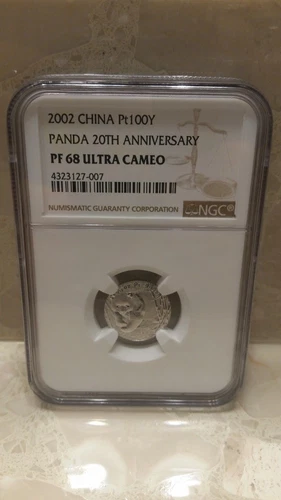 2002 CHINA Pt100Y
PANDA 20TH ANNIVERSARY
PF 68 ULTRA CAMEO
4323127-007
NUMISMATIC GUARANTY CORPORATION
NGC